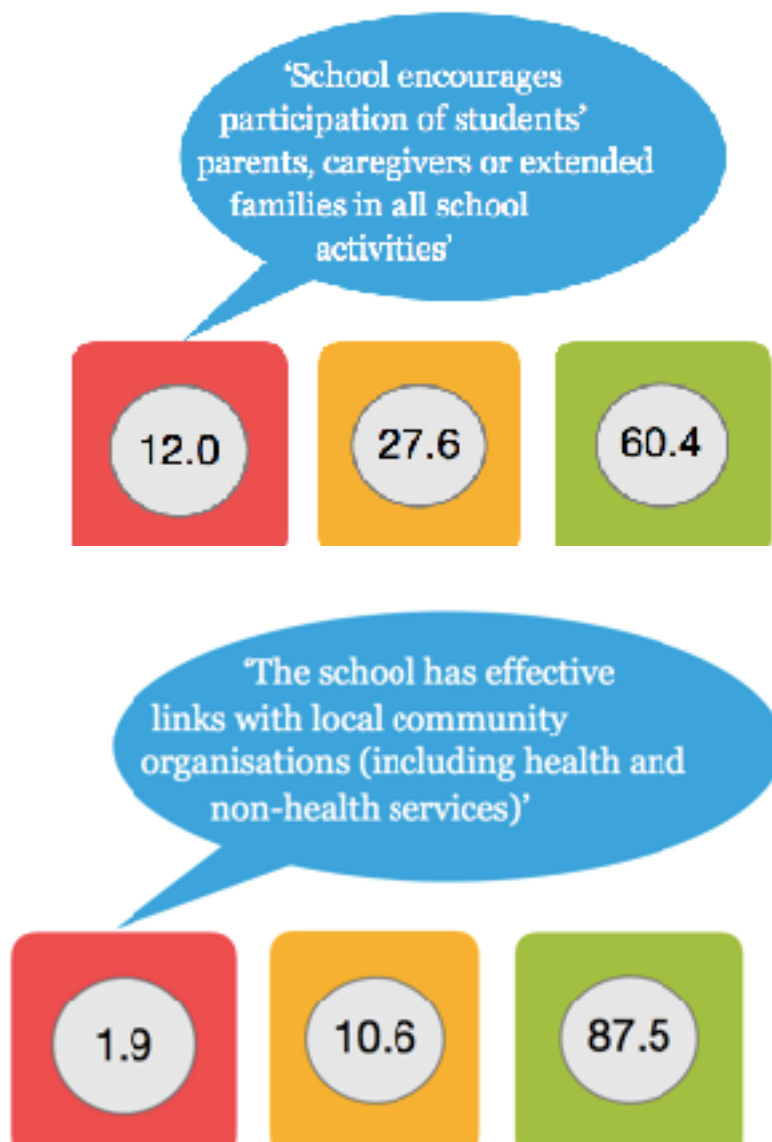 ‘School encourages
participation of students’
parents, caregivers or extended
families in all school
activities’
12.0 27.6 60.4
‘The school has effective
links with local community
organisations (including health and
non-health services)’
1.9 10.6 87.5